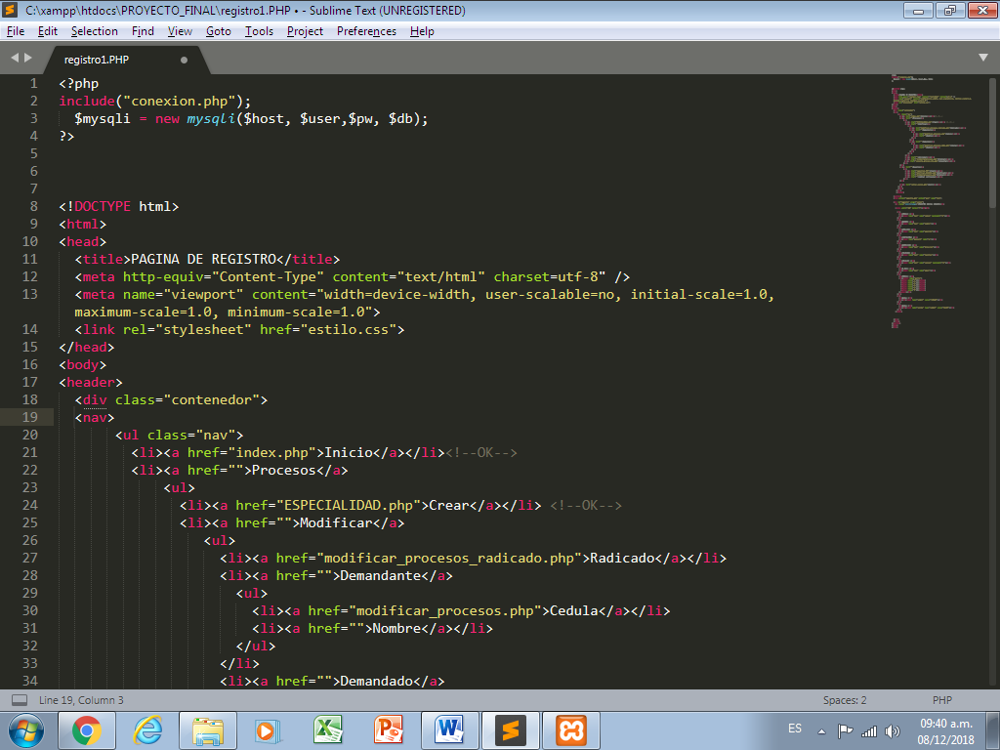 C:\xampp\htdocs\PROYECTO_FINAL\registro1.PHP • - Sublime Text (UNREGISTERED)
File Edit Selection Find View Goto Tools Project Preferences Help
registro1.PHP
1 <?php
2 include("conexion.php");
3 $mysqli = new mysqli($host, $user,$pw, $db);
4 ?>
5
6
7
8 <!DOCTYPE html>
9 <html>
10 <head>
11 <title>PAGINA DE REGISTRO</title>
12 <meta http-equiv="Content-Type" content="text/html" charset=utf-8" />
13 <meta name="viewport" content="width=device-width, user-scalable=no, initial-scale=1.0,
maximum-scale=1.0, minimum-scale=1.0">
14 <link rel="stylesheet" href="estilo.css">
15 </head>
16 <body>
17 <header>
18 <div class="contenedor">
19 <nav>
20 <ul class="nav">
21 <li><a href="index.php">Inicio</a></li><!--OK-->
22 <li><a href="">Procesos</a>
23 <ul>
24 <li><a href="ESPECIALIDAD.php">Crear</a></li> <!--OK-->
25 <li><a href="">Modificar</a>
26 <ul>
27 <li><a href="modificar_procesos_radicado.php">Radicado</a></li>
28 <li><a href="">Demandante</a>
29 <ul>
30 <li><a href="modificar_procesos.php">Cedula</a></li>
31 <li><a href="">Nombre</a></li>
32 </ul>
33 </li>
34 <li><a href="">Demandado</a>
Line 19, Column 3 Spaces: 2 PHP
ES 09:40 a.m.
08/12/2018